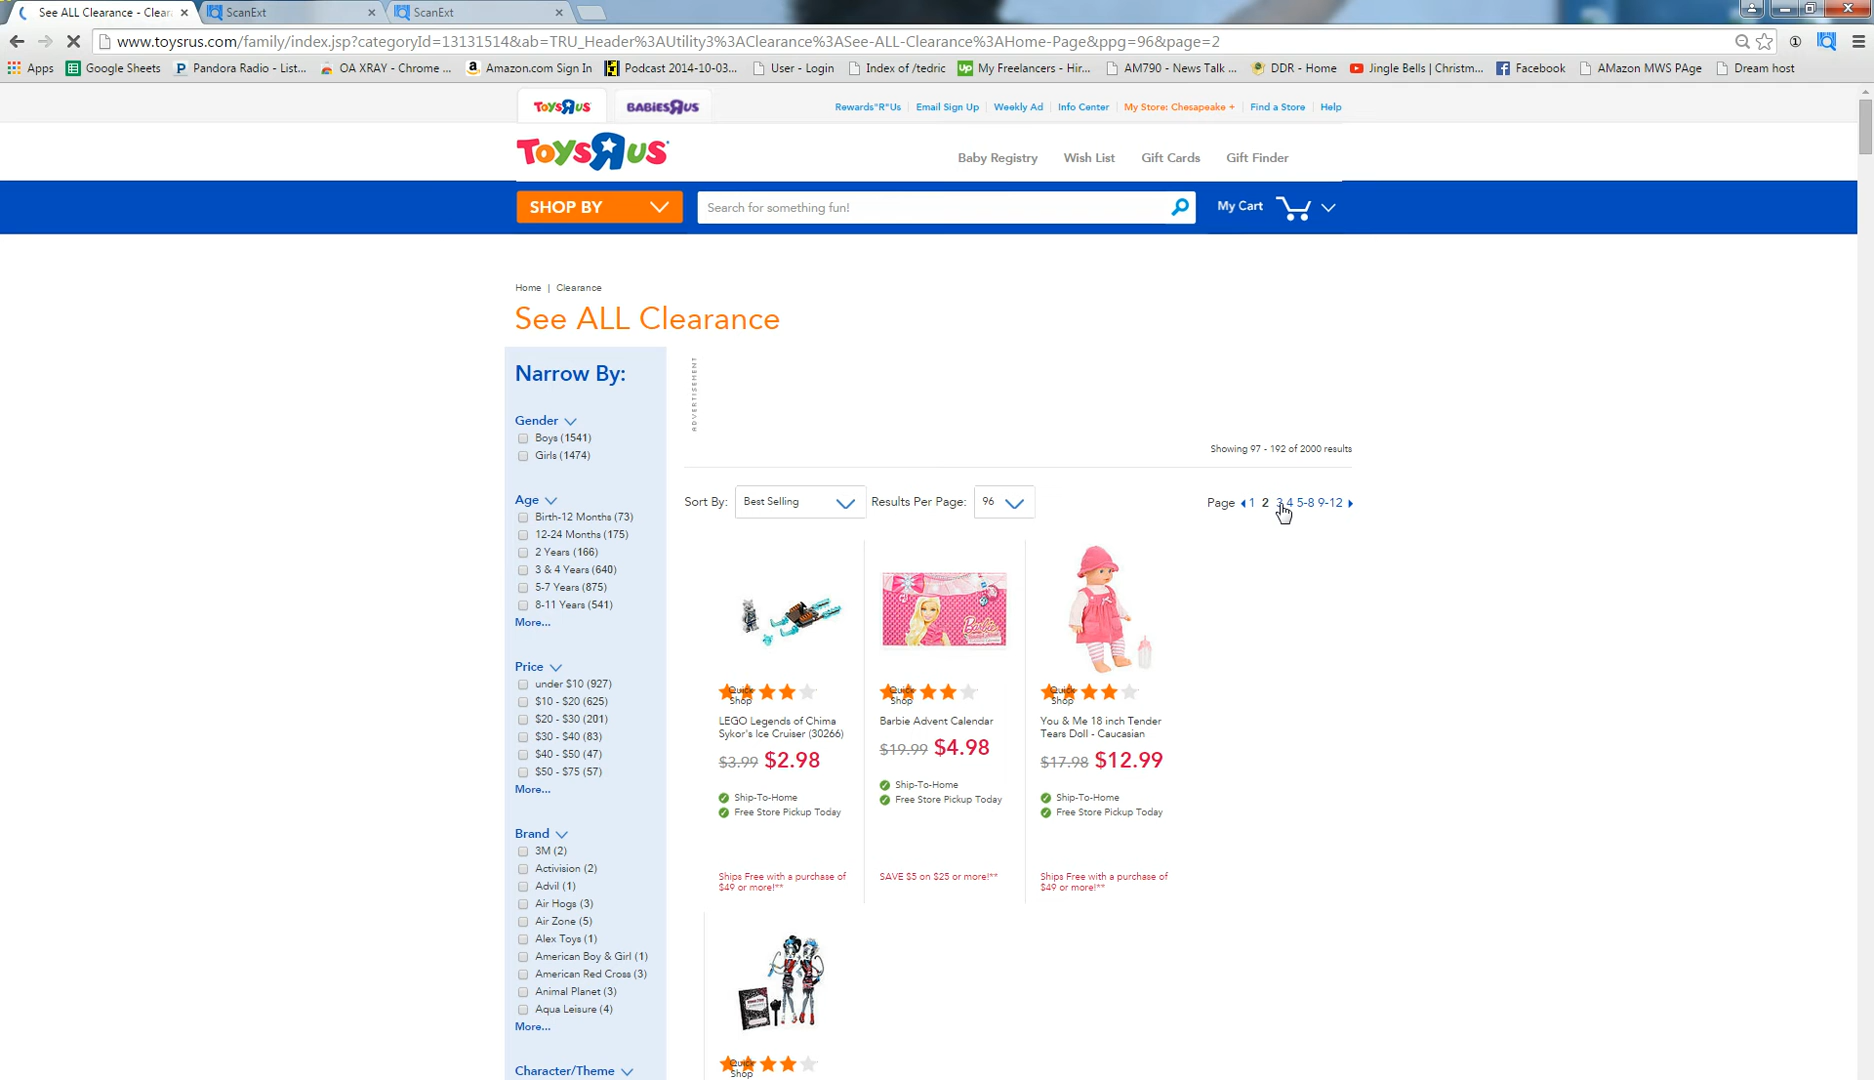 See ALL Clearance - Clear
ScanExt
ScanExt
www.toysrus.com/family/index.jsp?categoryId=13131514&ab=TRU_Header%3AUtility3%3AClearance%3ASee-ALL-Clearance%3AHome-Page&ppg=96&page=2
Apps Google Sheets Pandora Radio - List... OA XRAY - Chrome ... Amazon.com Sign In Podcast 2014-10-03... User - Login Index of /tedric My Freelancers - Hir... AM790 - News Talk ... DDR - Home Jingle Bells | Christm... Facebook AMazon MWS PAge Dream host
TOYSRUS BABIESRUS Rewards"R"Us Email Sign Up Weekly Ad Info Center My Store: Chesapeake + Find a Store Help
TOYSRUS
Baby Registry Wish List Gift Cards Gift Finder
SHOP BY Search for something fun! My Cart
Home | Clearance
See ALL Clearance
Narrow By:
Gender
Boys (1541)
Girls (1474)
Age
Birth-12 Months (73)
12-24 Months (175)
2 Years (166)
3 & 4 Years (640)
5-7 Years (875)
8-11 Years (541)
More...
Price
under $10 (927)
$10 - $20 (625)
$20 - $30 (201)
$30 - $40 (83)
$40 - $50 (47)
$50 - $75 (57)
More...
Brand
3M (2)
Activision (2)
Advil (1)
Air Hogs (3)
Air Zone (5)
Alex Toys (1)
American Boy & Girl (1)
American Red Cross (3)
Animal Planet (3)
Aqua Leisure (4)
More...
Character/Theme
ADVERTISEMENT
Showing 97 - 192 of 2000 results
Sort By: Best Selling Results Per Page: 96 Page 1 2 3 4 5-8 9-12
Quick Shop
LEGO Legends of Chima
Sykor's Ice Cruiser (30266)
$3.99 $2.98
Ship-To-Home
Free Store Pickup Today
Ships Free with a purchase of
$49 or more!**
Barbie
Quick Shop
Barbie Advent Calendar
$19.99 $4.98
Ship-To-Home
Free Store Pickup Today
SAVE $5 on $25 or more!**
Quick Shop
You & Me 18 inch Tender
Tears Doll - Caucasian
$17.98 $12.99
Ship-To-Home
Free Store Pickup Today
Ships Free with a purchase of
$49 or more!**
Quick Shop